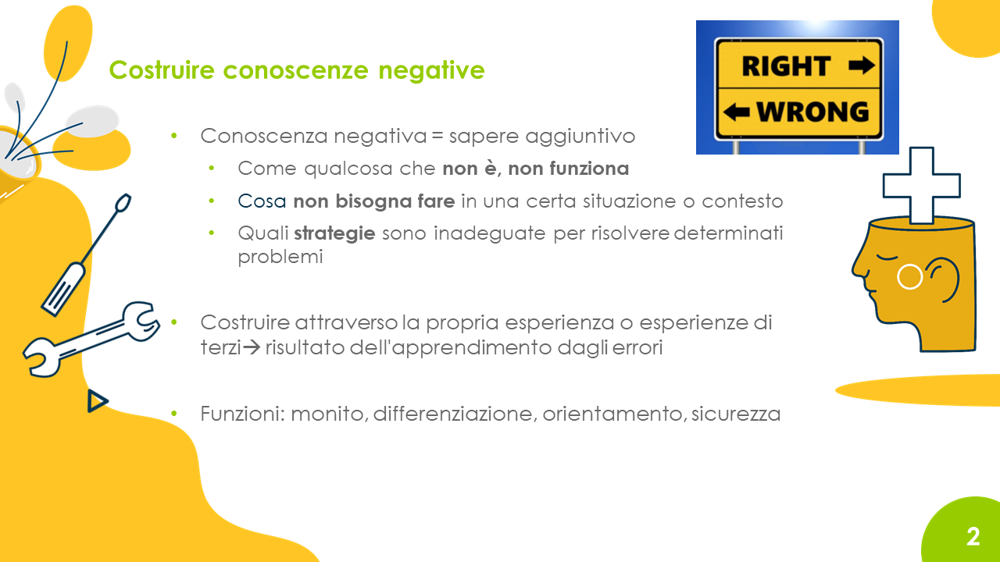 Costruire conoscenze negative
RIGHT →
← WRONG
• Conoscenza negativa = sapere aggiuntivo
• Come qualcosa che non è, non funziona
• Cosa non bisogna fare in una certa situazione o contesto
• Quali strategie sono inadeguate per risolvere determinati
problemi
• Costruire attraverso la propria esperienza o esperienze di
terzi→ risultato dell'apprendimento dagli errori
• Funzioni: monito, differenziazione, orientamento, sicurezza
2